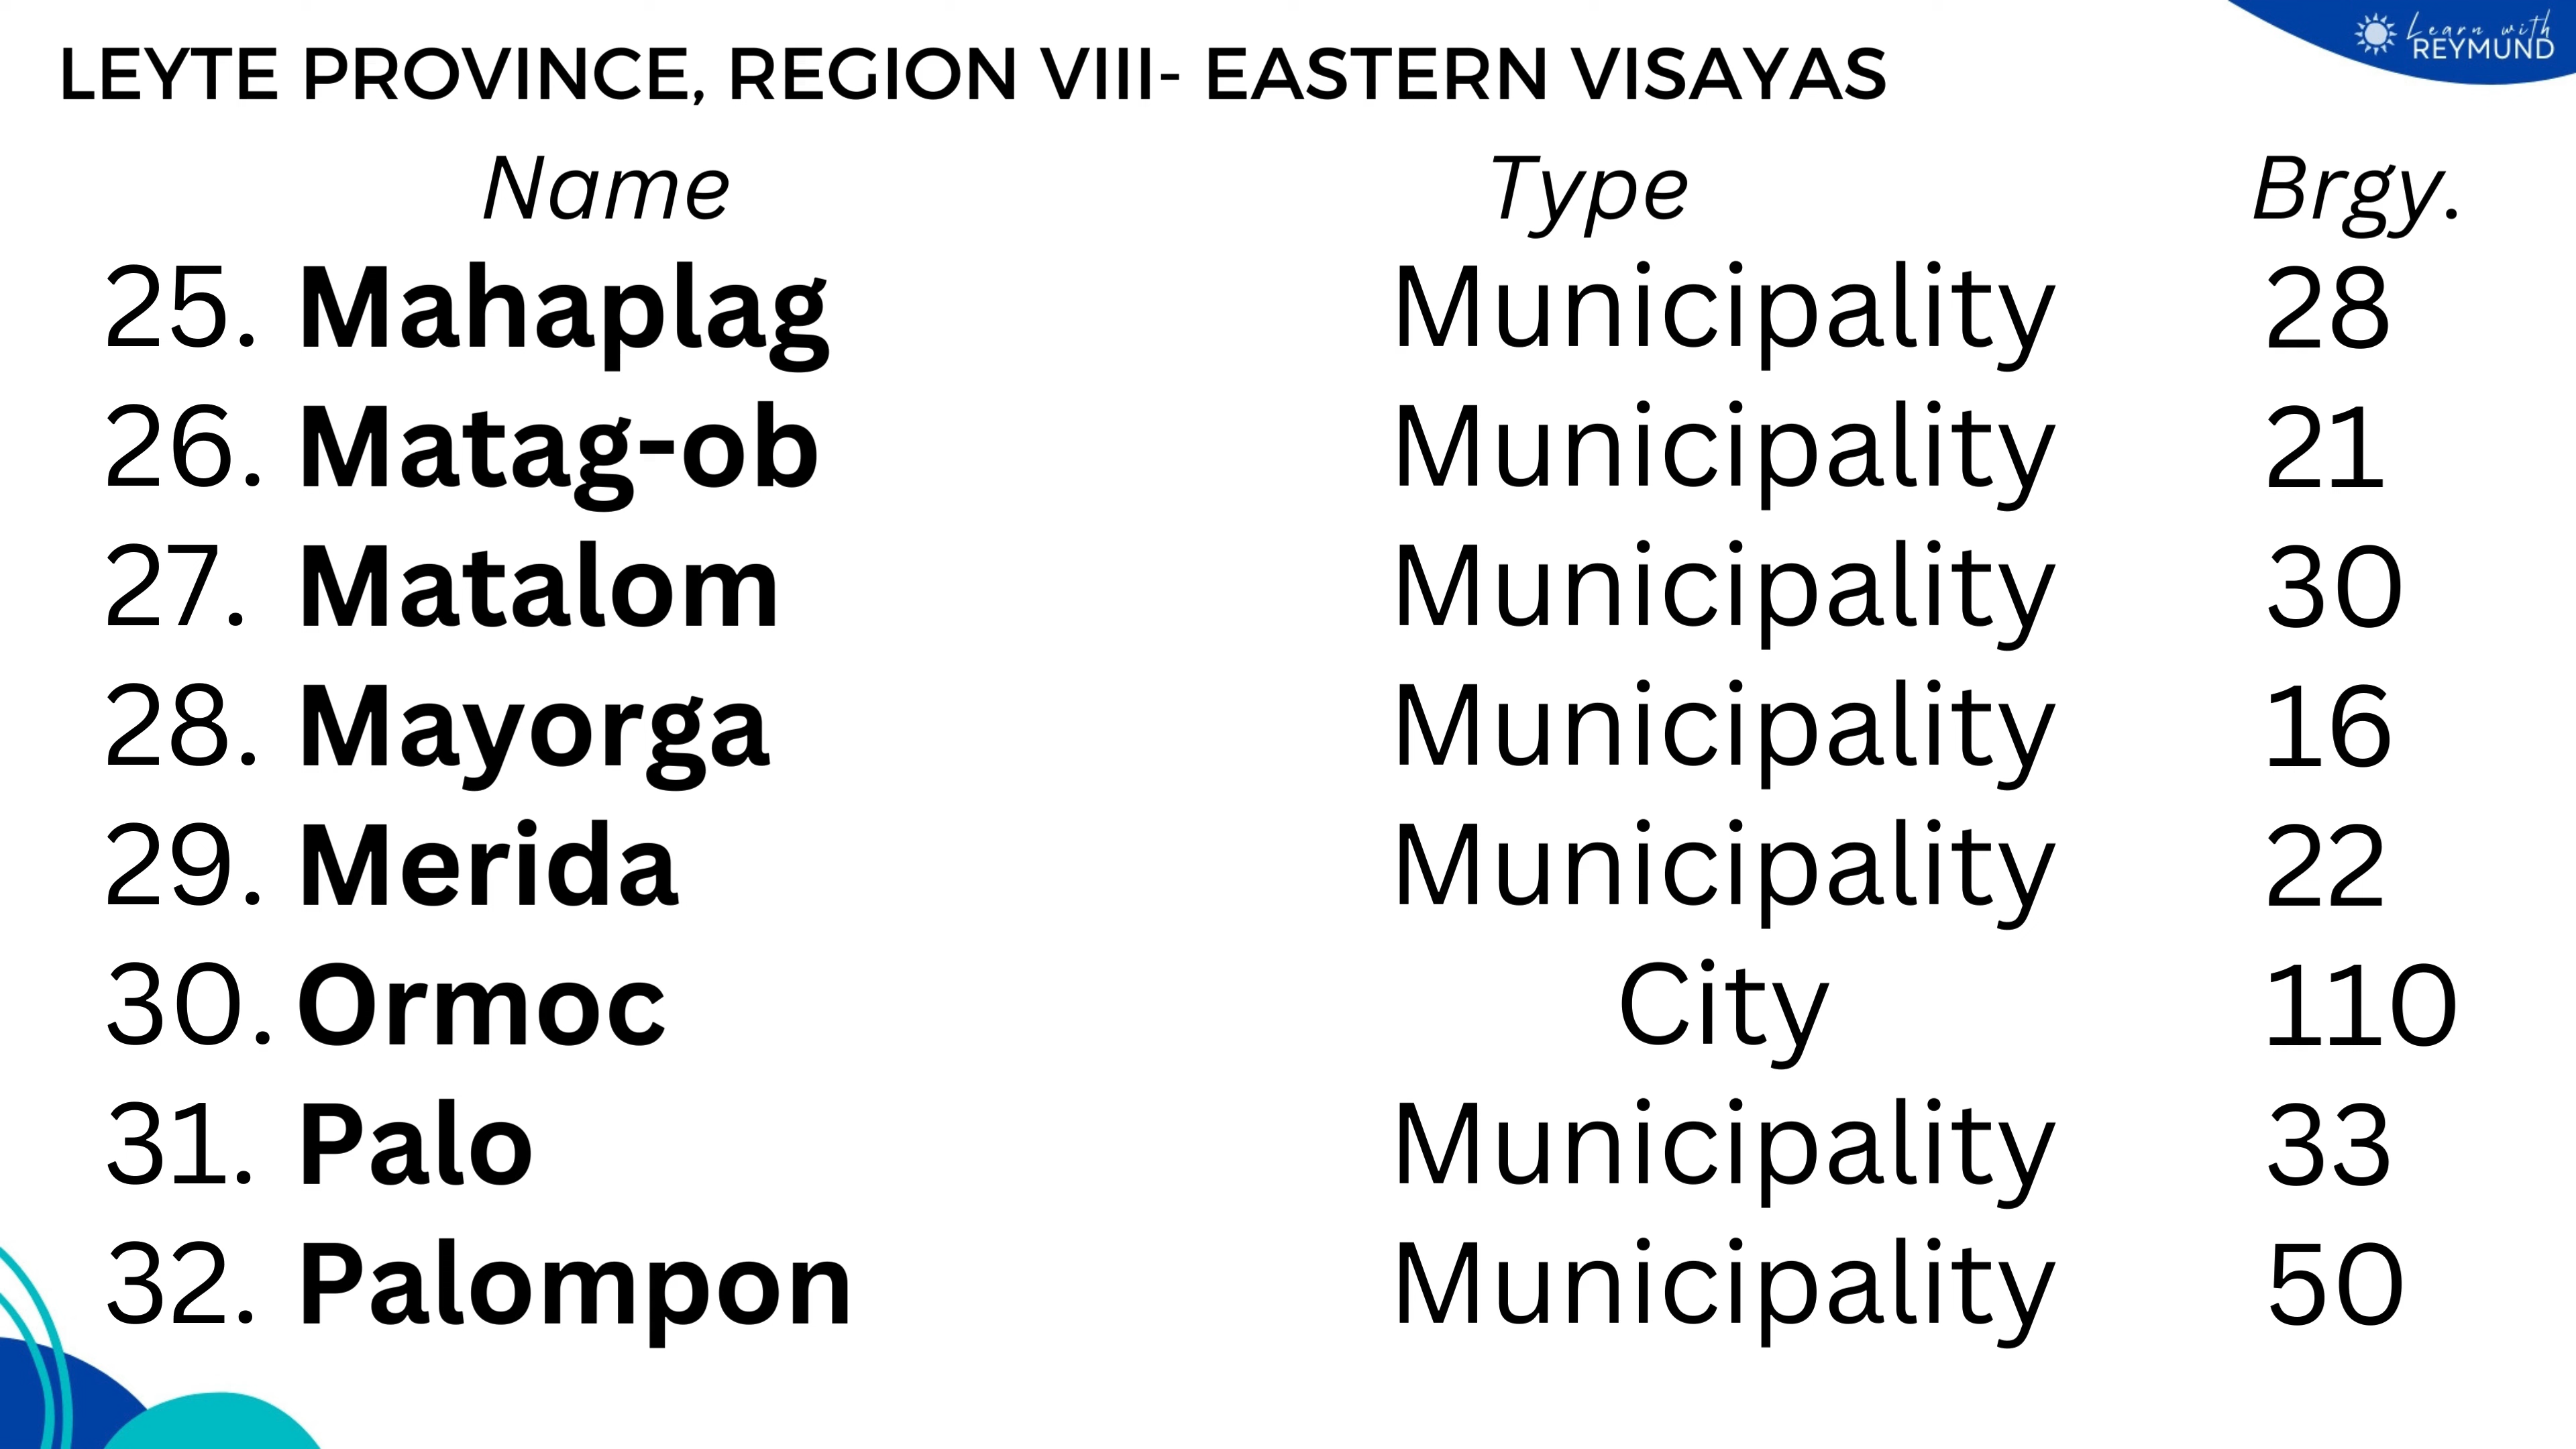 Learn with
REYMUND
LEYTE PROVINCE, REGION VIII- EASTERN VISAYAS
Name Type Brgy.
25. Mahaplag Municipality 28
26. Matag-ob Municipality 21
27. Matalom Municipality 30
28. Mayorga Municipality 16
29. Merida Municipality 22
30. Ormoc City 110
31. Palo Municipality 33
32. Palompon Municipality 50